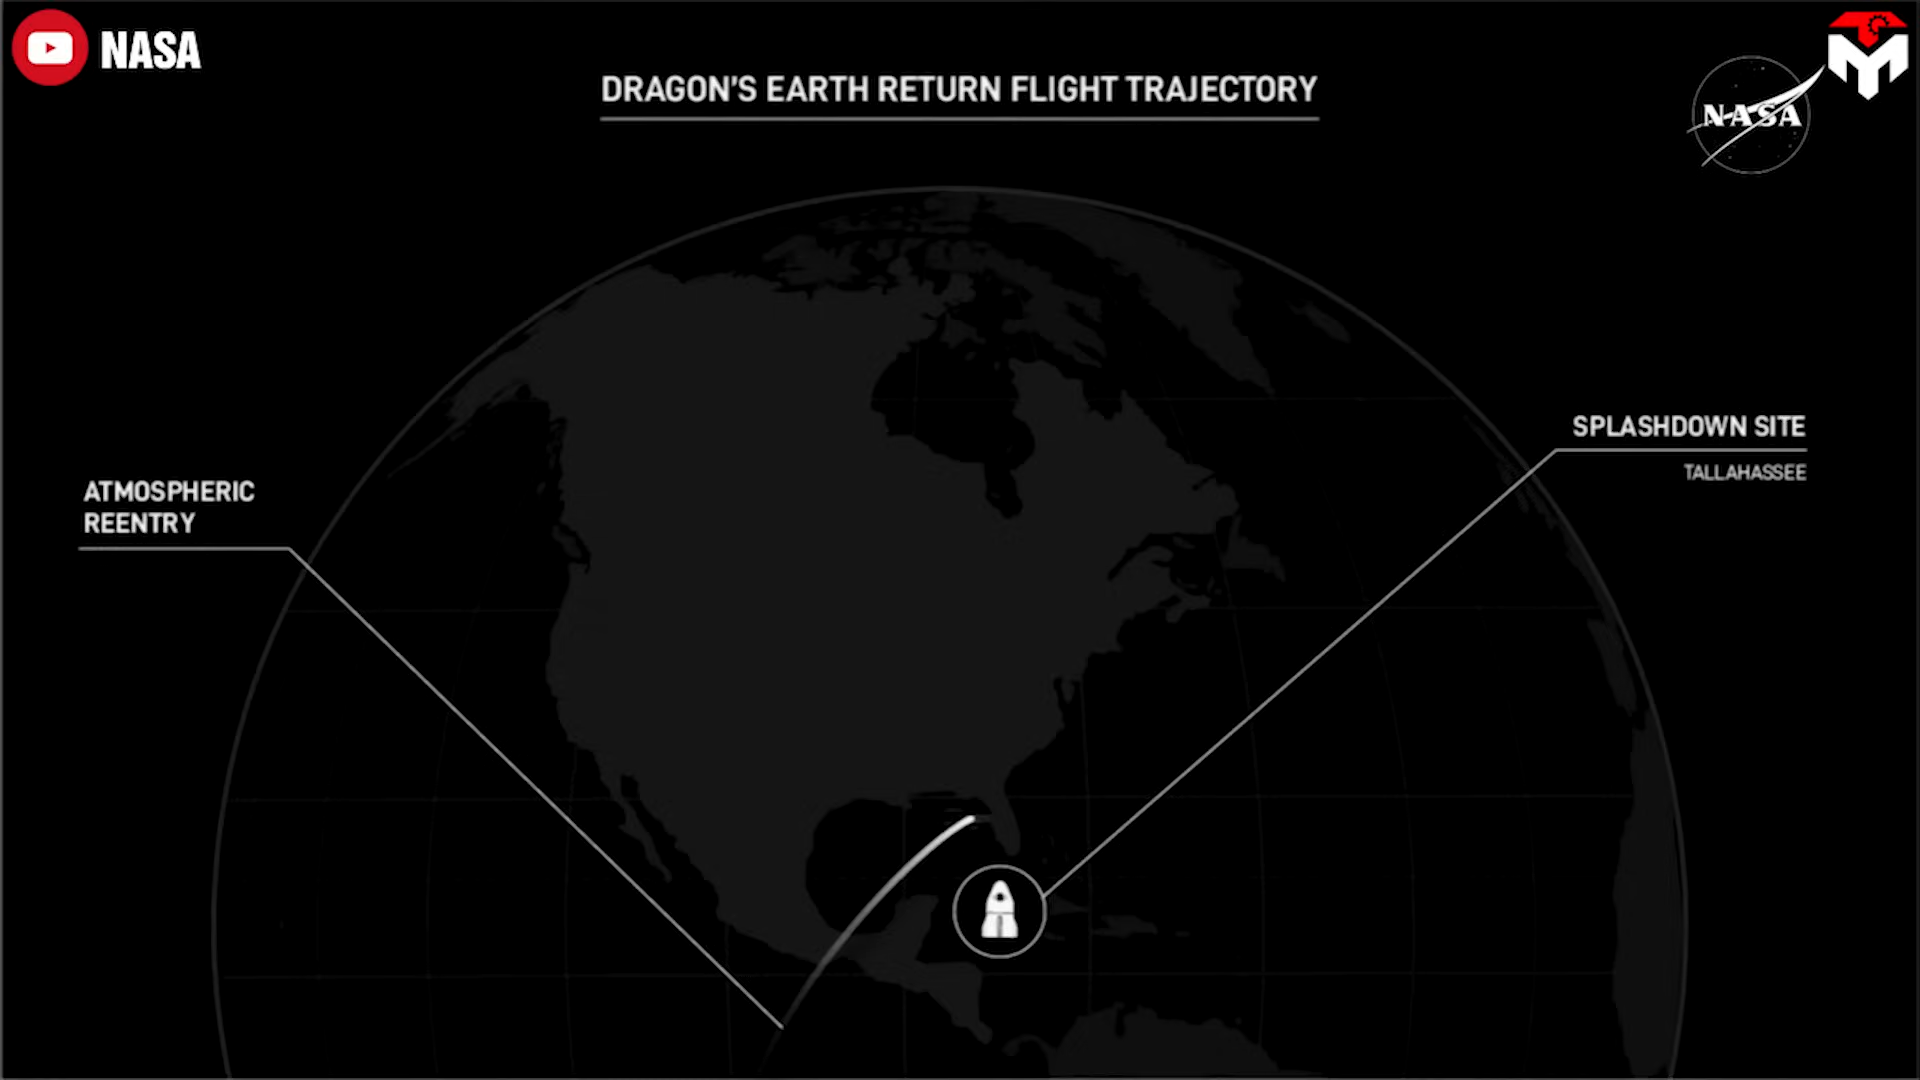 NASA
DRAGON'S EARTH RETURN FLIGHT TRAJECTORY
NASA
SPLASHDOWN SITE
TALLAHASSEE
ATMOSPHERIC
REENTRY